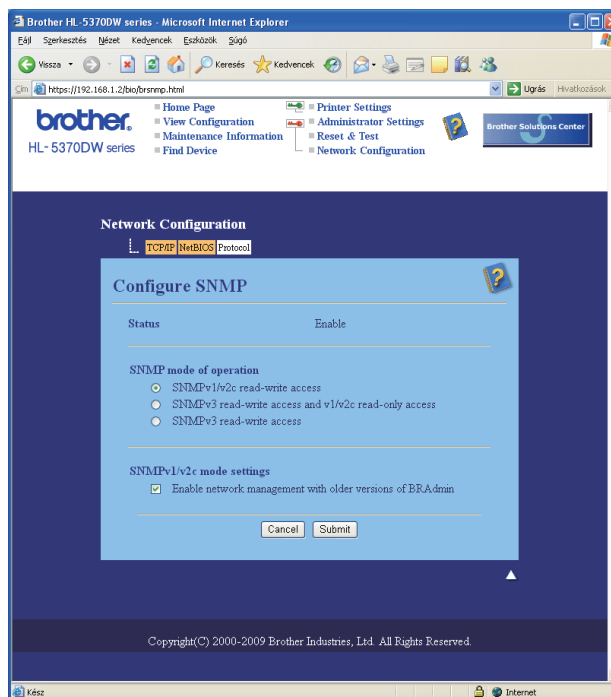 Brother HL-5370DW series - Microsoft Internet Explorer
Fájl Szerkesztés Nézet Kedvencek Eszközök Súgó
Vissza Keresés Kedvencek
Cím https://192.168.1.2/bio/brsnmp.html Ugrás Hivatkozások
brother
HL-5370DW series
Home Page
View Configuration
Maintenance Information
Find Device
Printer Settings
Administrator Settings
Reset & Test
Network Configuration
Brother Solutions Center
Network Configuration
TCP/IP NetBIOS Protocol
Configure SNMP
Status Enable
SNMP mode of operation
SNMPv1/v2c read-write access
SNMPv3 read-write access and v1/v2c read-only access
SNMPv3 read-write access
SNMPv1/v2c mode settings
Enable network management with older versions of BRAdmin
Cancel Submit
Copyright(C) 2000-2009 Brother Industries, Ltd. All Rights Reserved.
Kész Internet